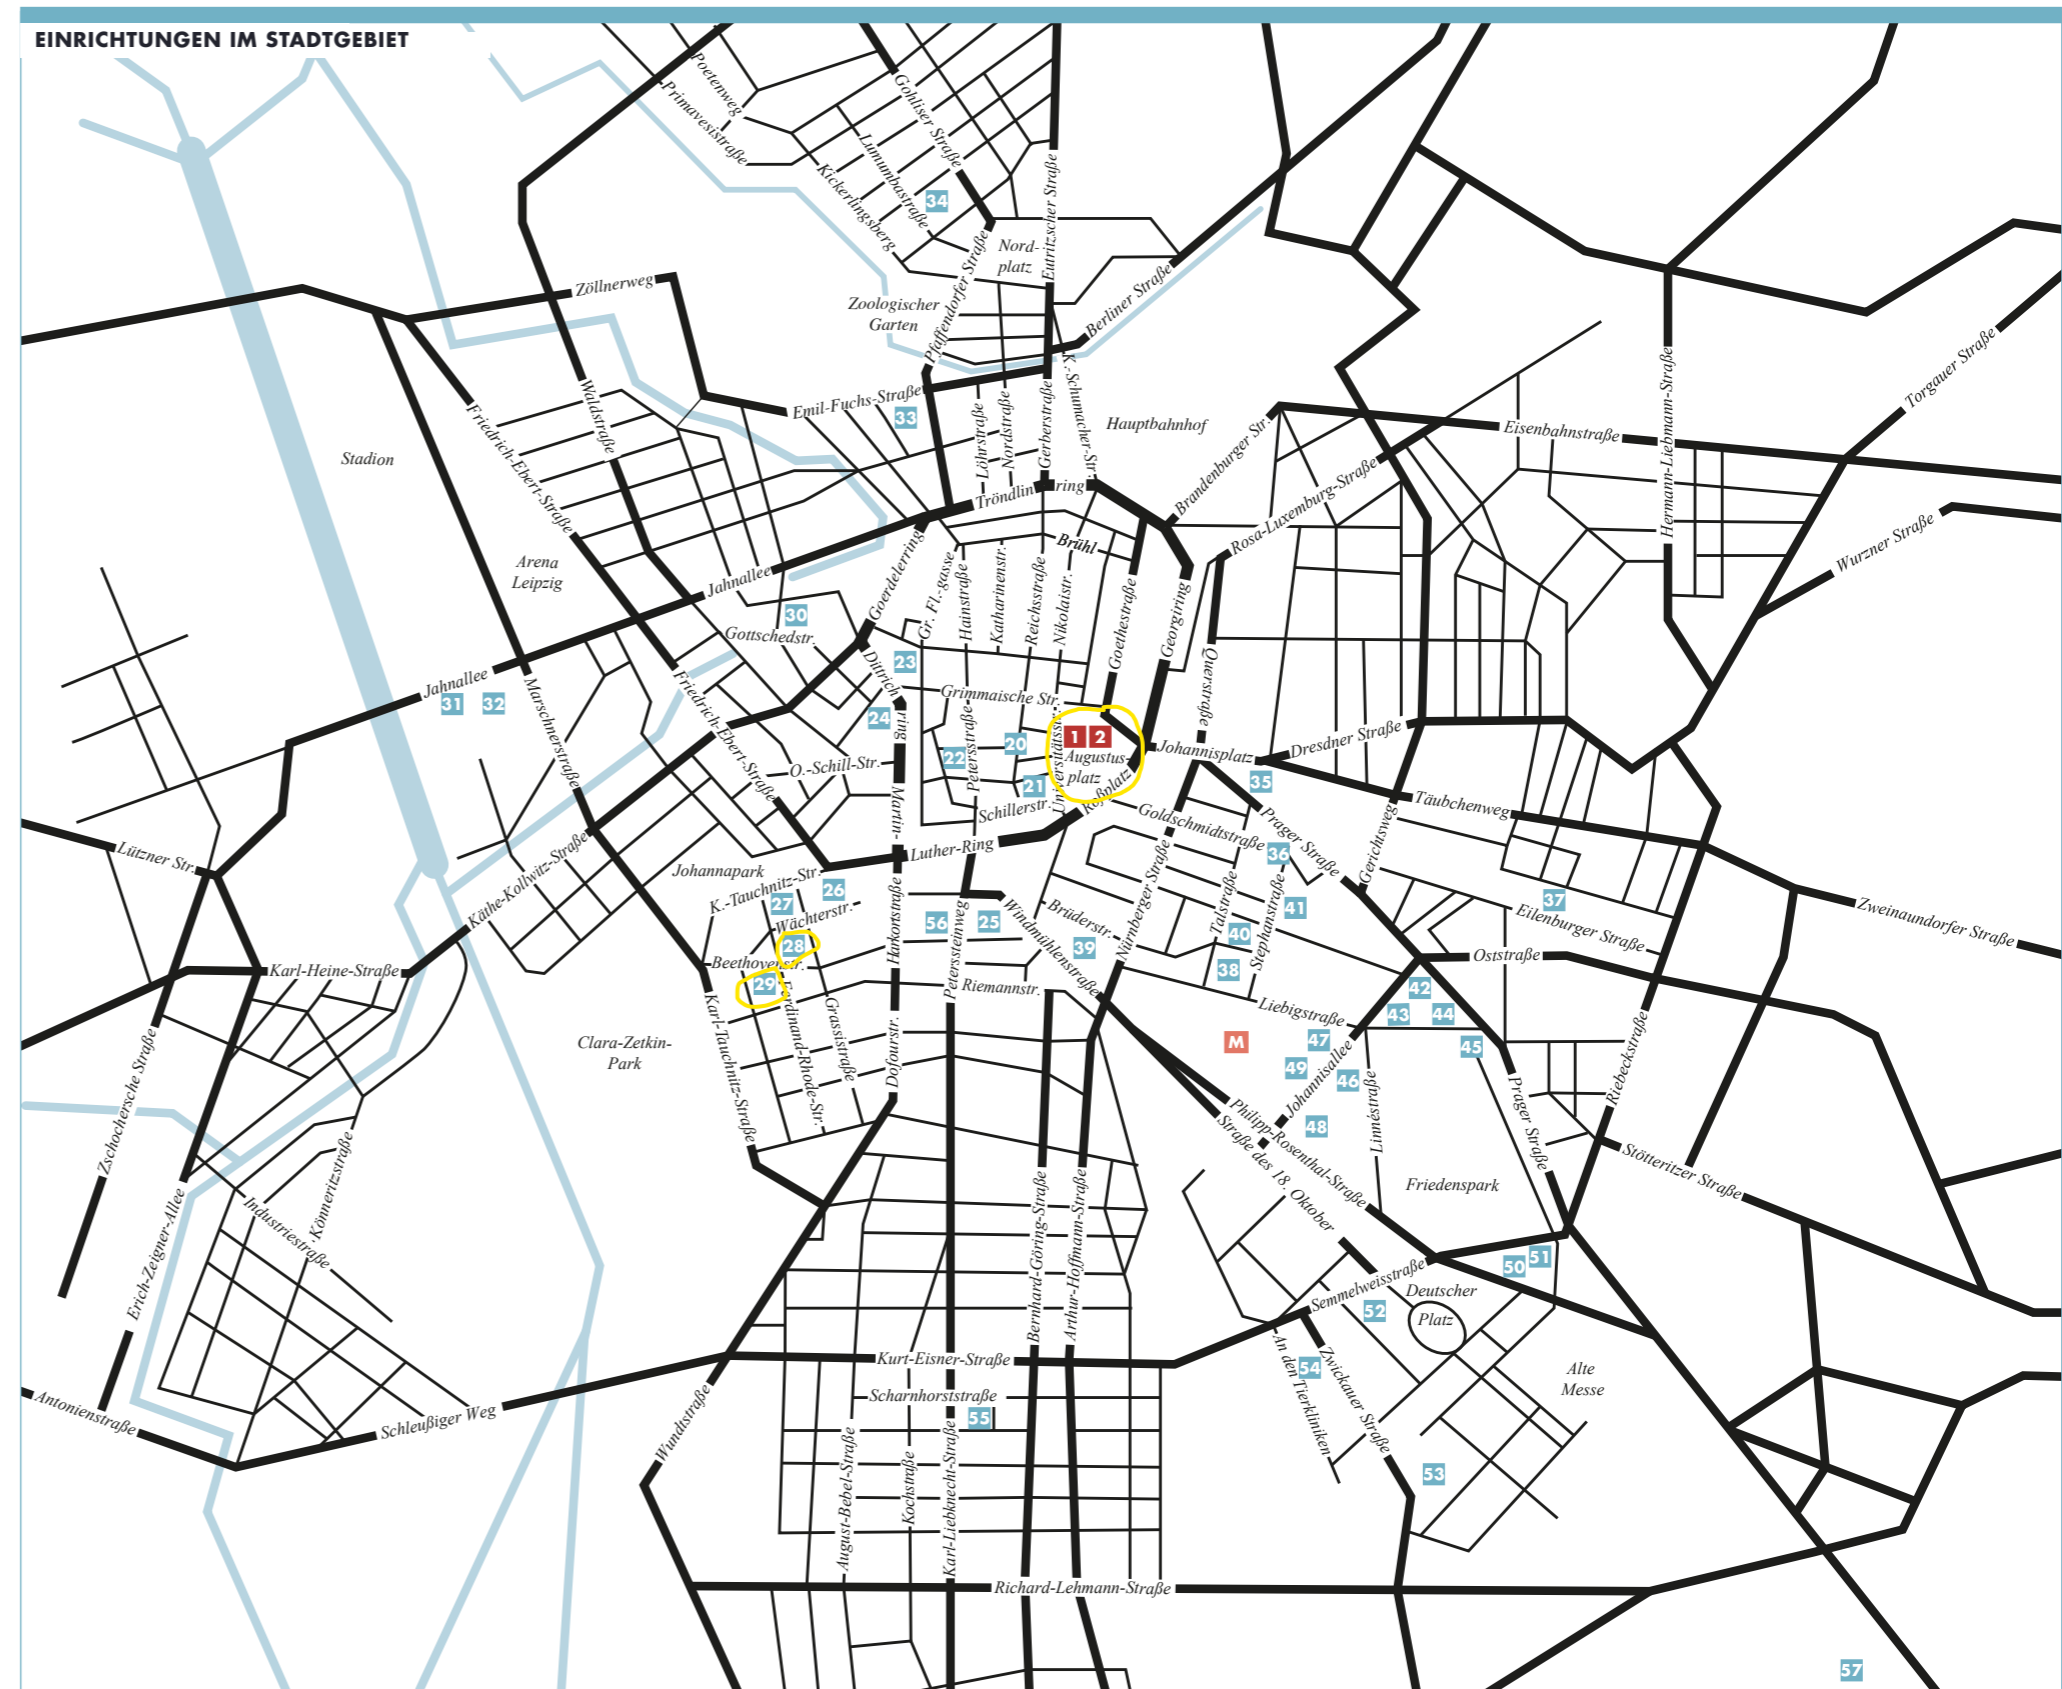 EINRICHTUNGEN IM STADTGEBIET
Poetenweg
Primavesistraße
Gohliser Straße
Lumumbastraße
Kickerlingsberg
34
Eutritzscher Straße
Nord-
platz
Zöllnerweg
Zoologischer
Garten
Pfaffendorfer Straße
Berliner Straße
K.-Schumacher-Str.
Emil-Fuchs-Straße
33
Löhrstraße
Nordstraße
Gerberstraße
Hauptbahnhof
Brandenburger Str.
Eisenbahnstraße
Hermann-Liebmann-Straße
Torgauer Straße
Waldstraße
Friedrich-Ebert-Straße
Stadion
Tröndlin
ring
Rosa-Luxemburg-Straße
Wurzner Straße
Arena
Leipzig
Brühl
Jahnallee
Goerdelerring
Gr. Fl.-gasse
Hainstraße
Katharinenstr.
Reichsstraße
Nikolaistr.
Goethestraße
Georgiring
Querstraße
30
Gottschedstr.
23
Dittrich
ring
Jahnallee
31
32
Marschnerstraße
Friedrich-Ebert-Straße
Grimmaische Str.
24
22
20
21
Petersstraße
Universitätsstr.
1
2
Augustus-
platz
Roßplatz
Johannisplatz
Dresdner Straße
35
O.-Schill-Str.
Schillerstr.
Martin-
Luther-Ring
Goldschmidtstraße
Prager Straße
Gerichtsweg
Täubchenweg
36
Lützner Str.
Käthe-Kollwitz-Straße
Johannapark
K.-Tauchnitz-Str.
26
27
Wächterstr.
28
Beethovenstr.
29
Harkortstraße
56
25
Peterssteinweg
Windmühlenstraße
Brüderstr.
39
Nürnberger Straße
Talstraße
Stephanstraße
41
40
38
37
Eilenburger Straße
Zweinaundorfer Straße
Oststraße
Karl-Heine-Straße
Riemannstr.
Liebigstraße
42
43
44
45
M
47
49
46
48
Johannisallee
Linnéstraße
Riebeckstraße
Karl-Tauchnitz-Straße
Ferdinand-Rhode-Str.
Grassistraße
Dofourstr.
Clara-Zetkin-
Park
Zschochersche Straße
Philipp-Rosenthal-Straße
Straße des 18. Oktober
Prager Straße
Friedenspark
Stötteritzer Straße
Erich-Zeigner-Allee
Industriestraße
Könneritzstraße
Bernhard-Göring-Straße
Arthur-Hoffmann-Straße
50
51
Semmelweisstraße
52
Deutscher
Platz
Kurt-Eisner-Straße
An den Tierkliniken
54
Zwickauer Straße
Alte
Messe
Scharnhorststraße
55
Antonienstraße
Schleußiger Weg
Wundtstraße
August-Bebel-Straße
Kochstraße
Karl-Liebknecht-Straße
53
Richard-Lehmann-Straße
57